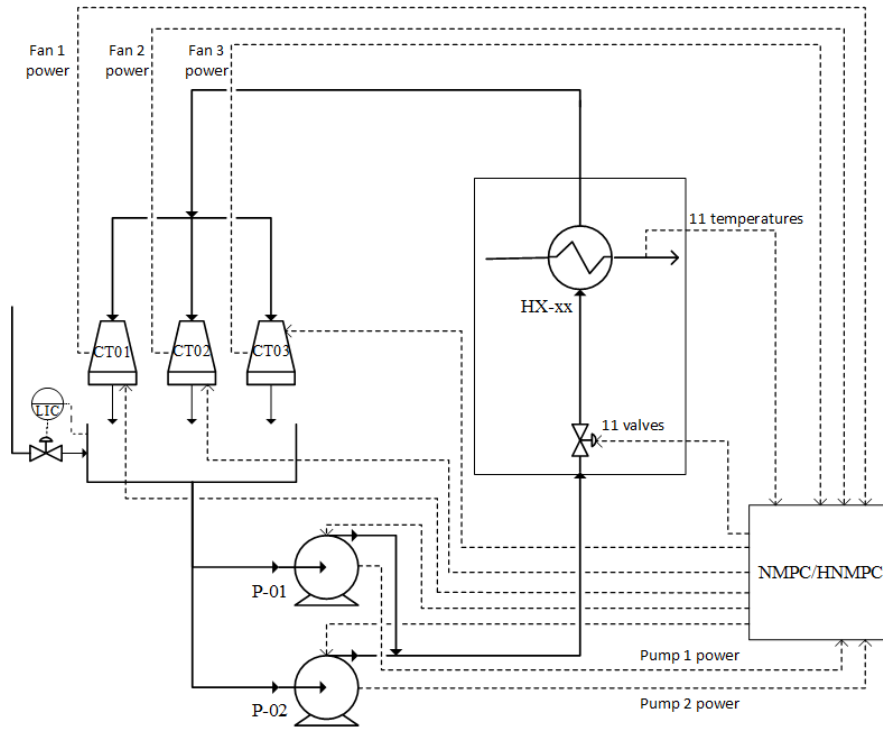 Fan 1
power
Fan 2
power
Fan 3
power
11 temperatures
HX-xx
CT01
CT02
CT03
LIC
11 valves
NMPC/HNMPC
P-01
Pump 1 power
P-02
Pump 2 power